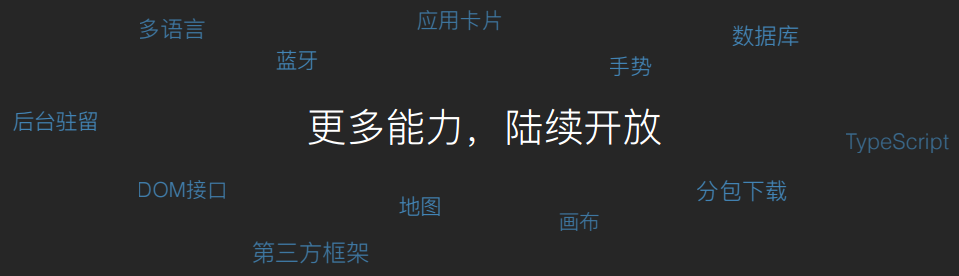 应用卡片
多语言
数据库
蓝牙
手势
后台驻留
更多能力，陆续开放
TypeScript
DOM接口
分包下载
地图
画布
第三方框架